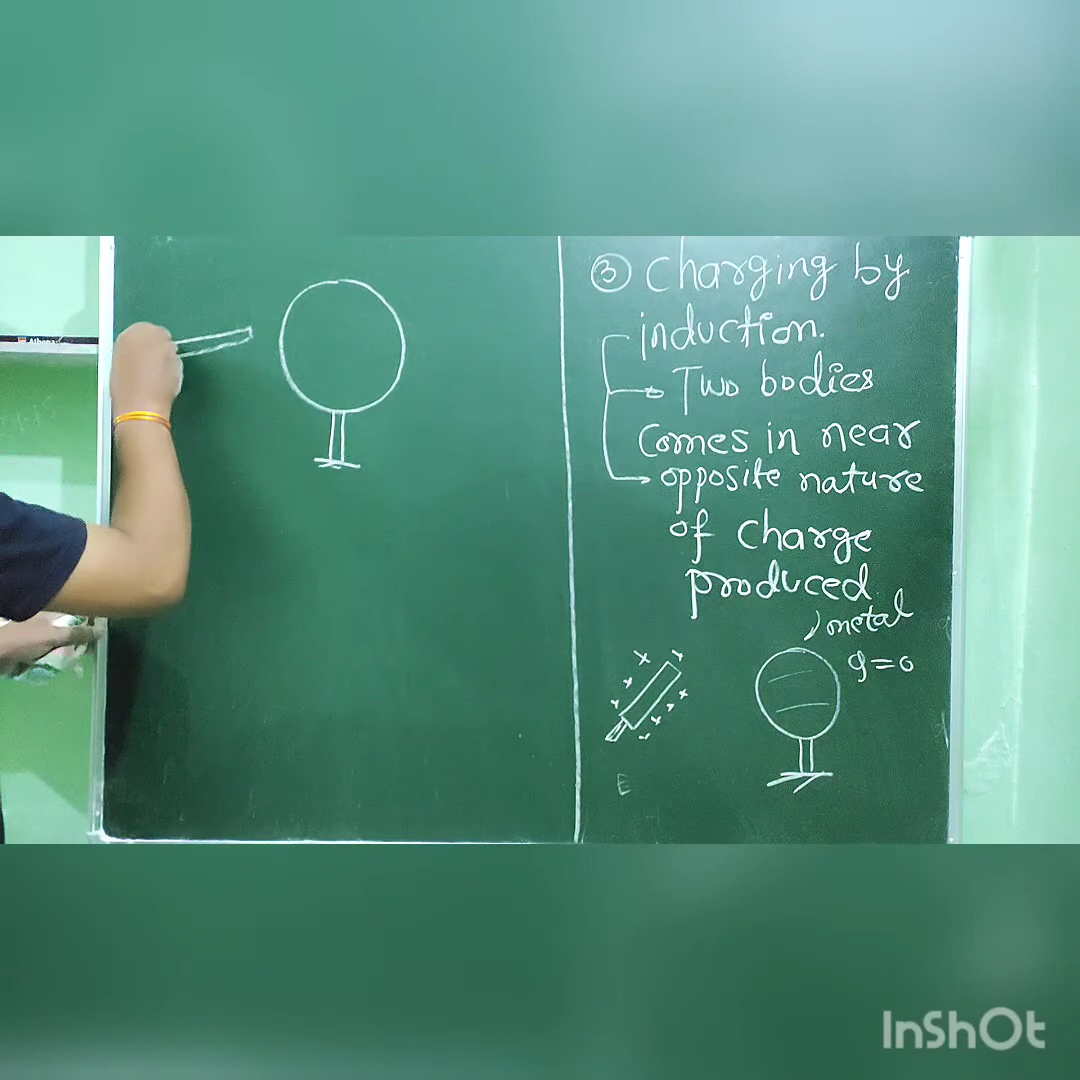 ③ Charging by
induction.
→ Two bodies
Comes in near
→ opposite nature
of charge
produced
metal
q=0
+ + + + + + + -
E
InShOt